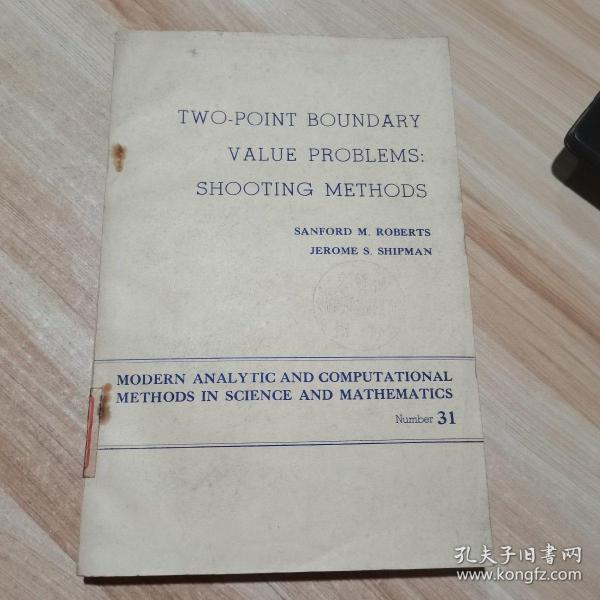 TWO-POINT BOUNDARY
VALUE PROBLEMS:
SHOOTING METHODS
SANFORD M. ROBERTS
JEROME S. SHIPMAN
MODERN ANALYTIC AND COMPUTATIONAL
METHODS IN SCIENCE AND MATHEMATICS
Number 31
孔夫子旧书网
www.kongfz.com